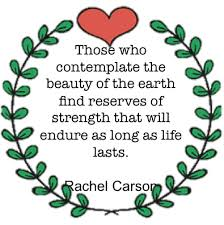 Those who
contemplate the
beauty of the earth
find reserves of
strength that will
endure as long as life
lasts.
Rachel Carson